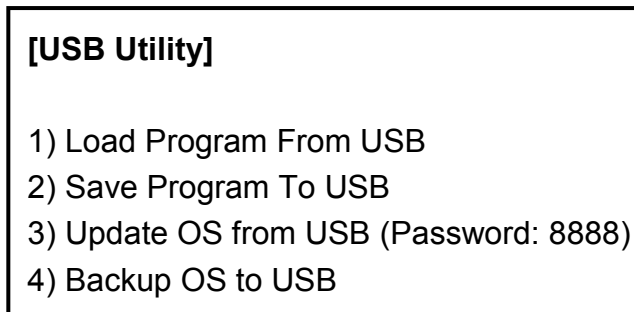 [USB Utility]
1) Load Program From USB
2) Save Program To USB
3) Update OS from USB (Password: 8888)
4) Backup OS to USB